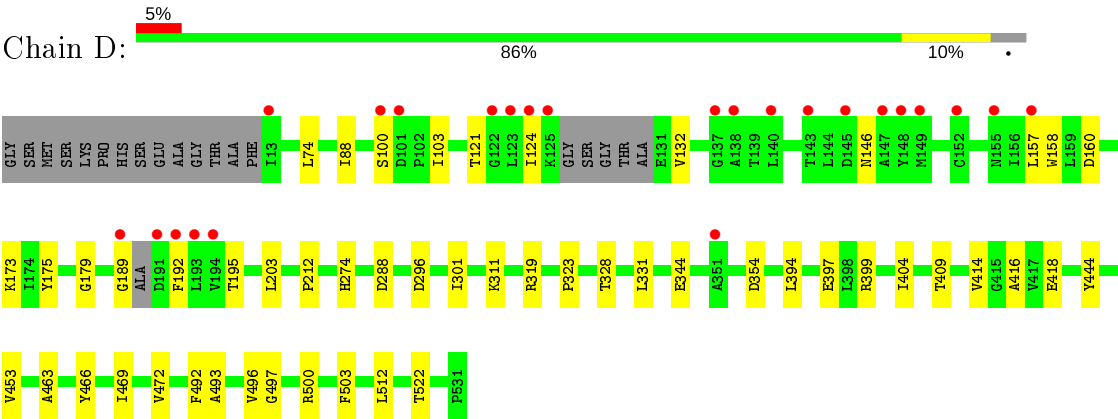 5%
Chain D:
86% 10% •
GLY SER MET SER LYS PRO HIS SER GLU ALA GLY THR ALA PHE I13 L74 I88 S100 D101 P102 I103 T121 G122 L123 I124 K125 GLY SER GLY THR ALA E131 V132 G137 A138 F139 L140 T143 L144 D145 N146 A147 Y148 M149 C152 N155 I156 L157 W158 L159 D160
K173 I174 Y175 G179 G189 ALA D191 F192 L193 V194 T195 L203 P212 H274 D288 D296 I301 K311 R319 P323 T328 L331 E344 A351 D354 L394 E397 L398 R399 I404 T409 V414 G415 A416 V417 E418 Y444
V453 A463 Y466 I469 V472 F492 A493 V496 G497 R500 F503 L512 T522 P531